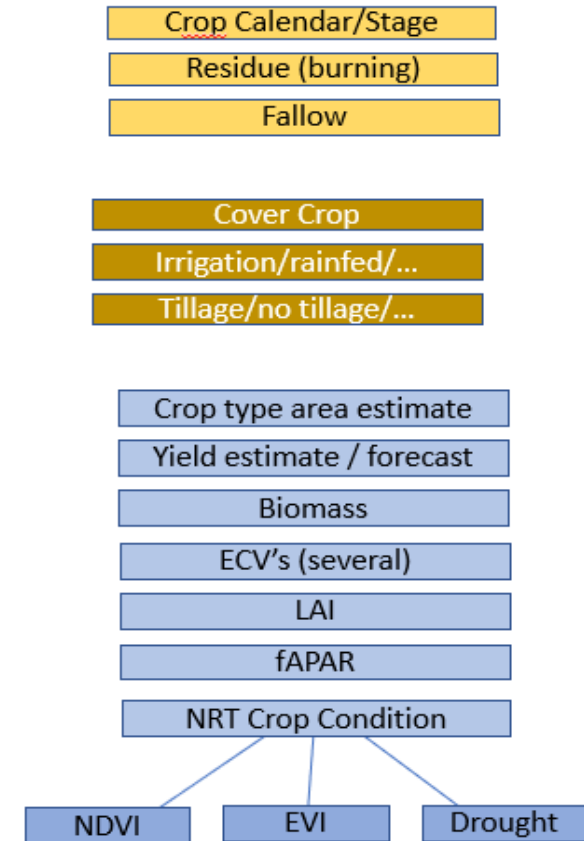 Crop Calendar/Stage
Residue (burning)
Fallow
Cover Crop
Irrigation/rainfed/...
Tillage/no tillage/...
Crop type area estimate
Yield estimate / forecast
Biomass
ECV's (several)
LAI
fAPAR
NRT Crop Condition
NDVI
EVI
Drought